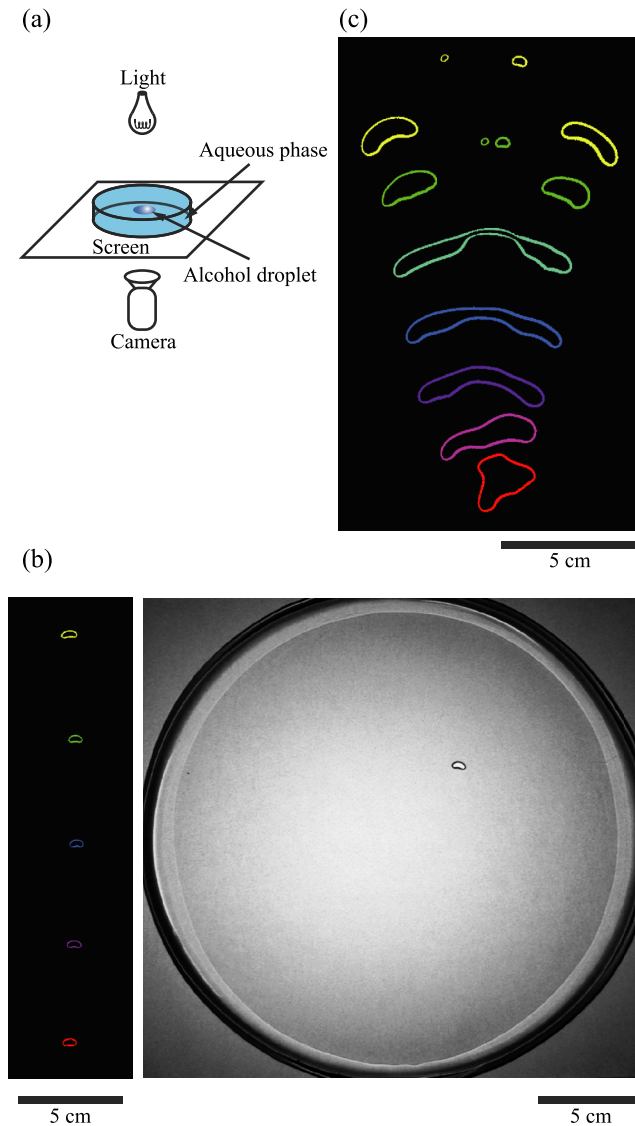 (a)
Light
Aqueous phase
Screen
Alcohol droplet
Camera
(c)
5 cm
(b)
5 cm
5 cm